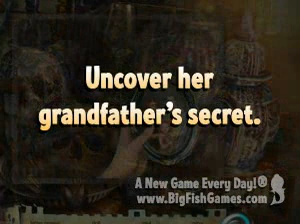 Uncover her
grandfather's secret.
A New Game Every Day!®
www.BigFishGames.com